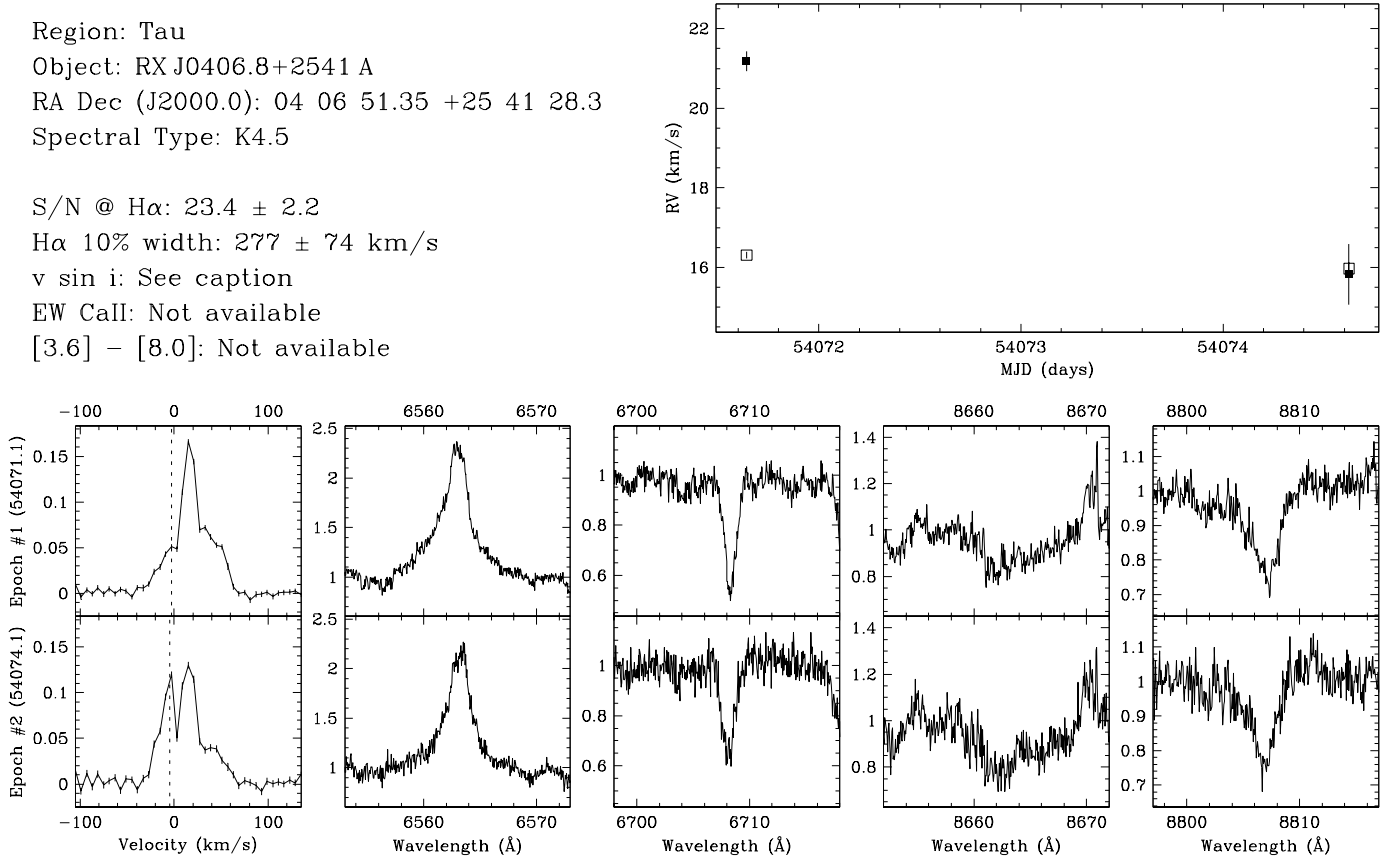 Region: Tau
Object: RX J0406.8+2541 A
RA Dec (J2000.0): 04 06 51.35 +25 41 28.3
Spectral Type: K4.5
S/N @ Hα: 23.4 ± 2.2
Hα 10% width: 277 ± 74 km/s
v sin i: See caption
EW CaII: Not available
[3.6] − [8.0]: Not available
RV (km/s)
22
20
18
16
54072 54073 54074
MJD (days)
−100 0 100 6560 6570 6700 6710 8660 8670 8800 8810
Epoch #1 (54071.1)
0.15 0.1 0.05 0
2.5 2 1.5 1
1 0.8 0.6
1.4 1.2 1 0.8
1.1 1 0.9 0.8 0.7
Epoch #2 (54074.1)
0.15 0.1 0.05 0
2.5 2 1.5 1
1 0.8 0.6
1.4 1.2 1 0.8
1.1 1 0.9 0.8 0.7
−100 0 100 6560 6570 6700 6710 8660 8670 8800 8810
Velocity (km/s) Wavelength (Å) Wavelength (Å) Wavelength (Å) Wavelength (Å)